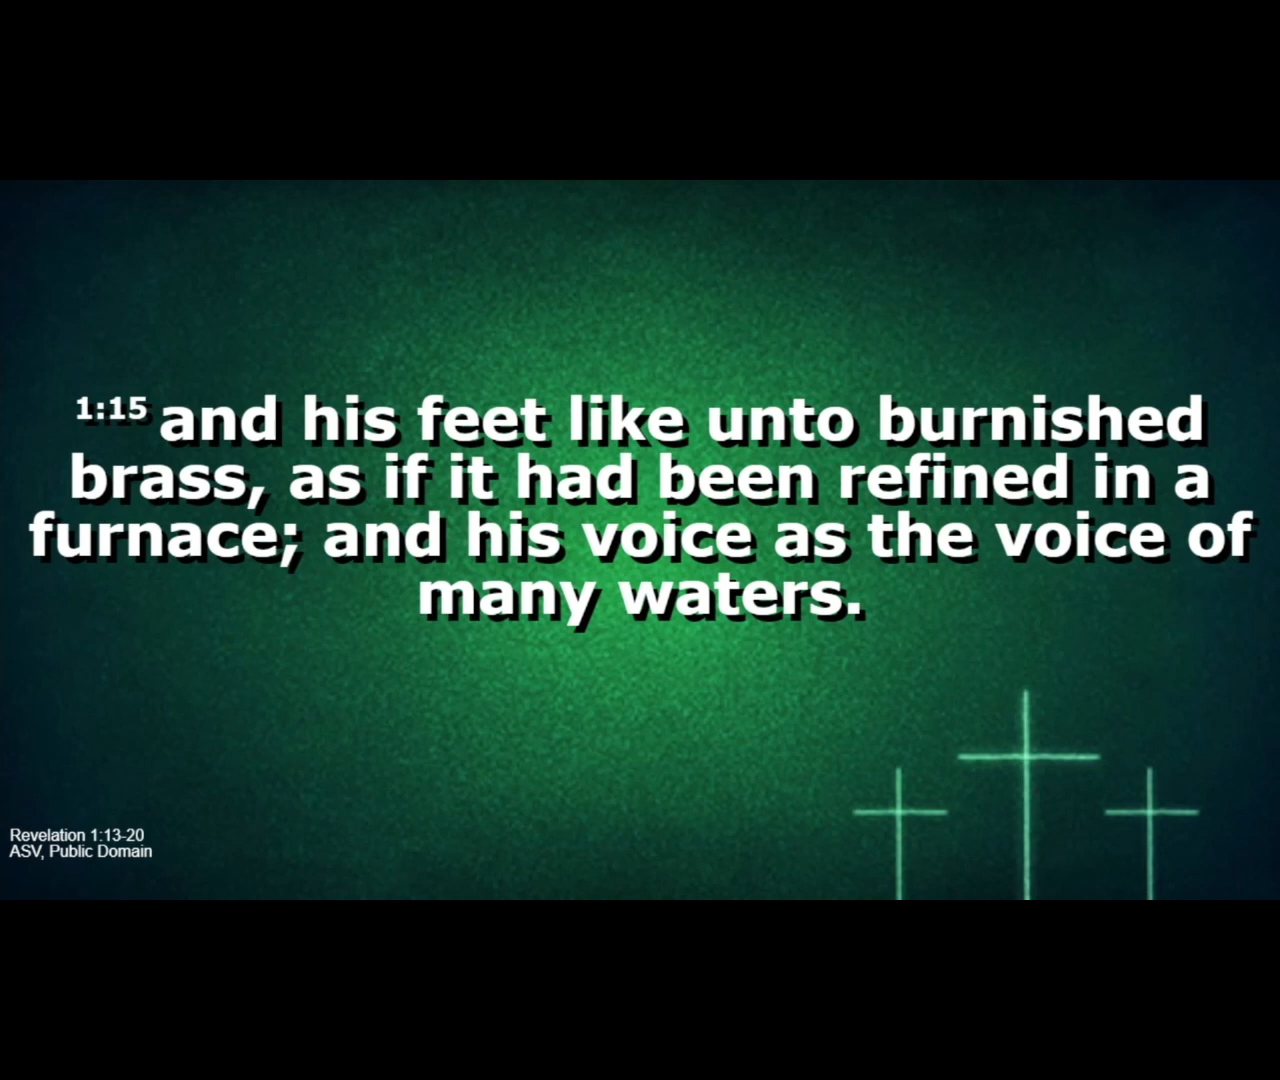 1:15 and his feet like unto burnished
brass, as if it had been refined in a
furnace; and his voice as the voice of
many waters.
Revelation 1:13-20
ASV, Public Domain